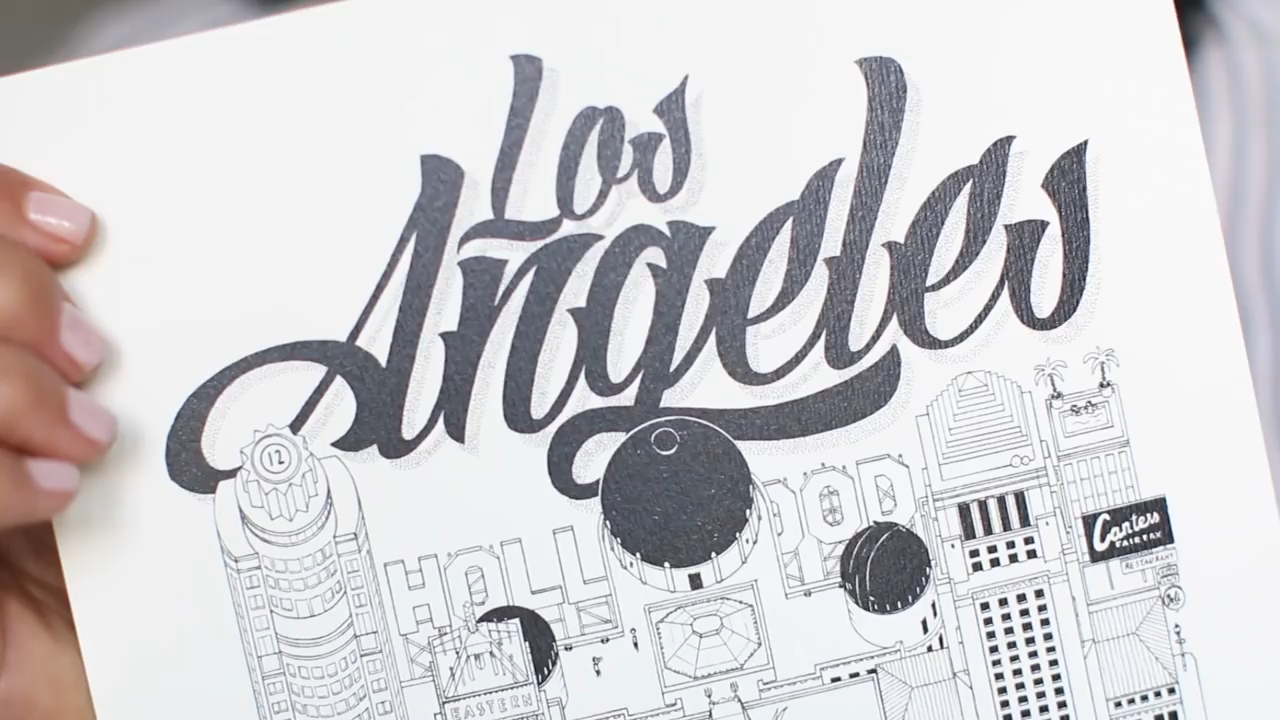 Los
Angeles
12
HOLL OOD
Canters
FAIRFAX
RESTAURANT
EASTERN